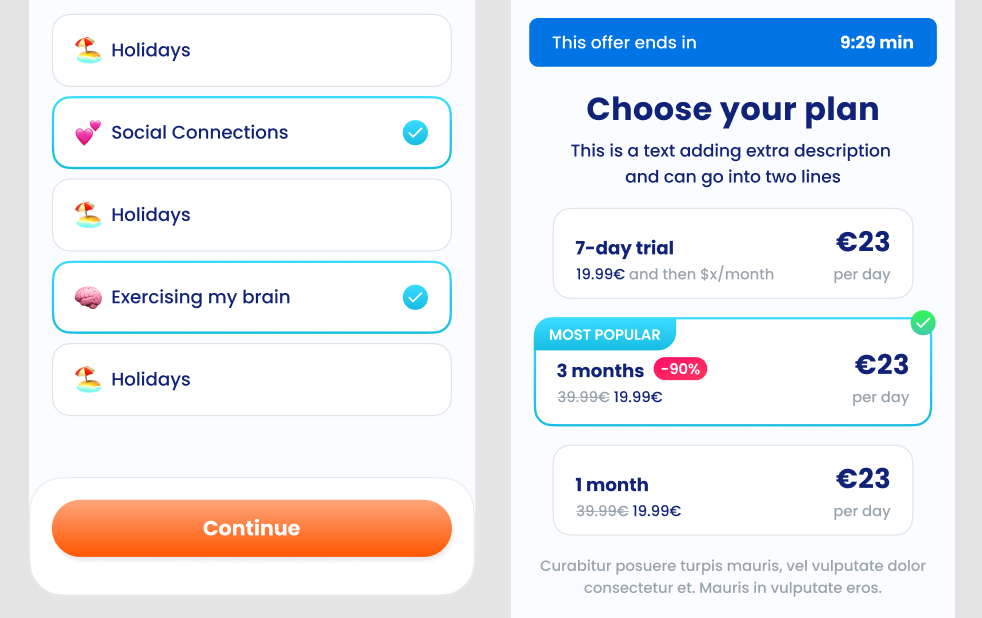 Holidays
Social Connections
Holidays
Exercising my brain
Holidays
Continue
This offer ends in 9:29 min
Choose your plan
This is a text adding extra description
and can go into two lines
7-day trial €23
19.99€ and then $x/month per day
MOST POPULAR
3 months -90% €23
39.99€ 19.99€ per day
1 month €23
39.99€ 19.99€ per day
Curabitur posuere turpis mauris, vel vulputate dolor
consectetur et. Mauris in vulputate eros.